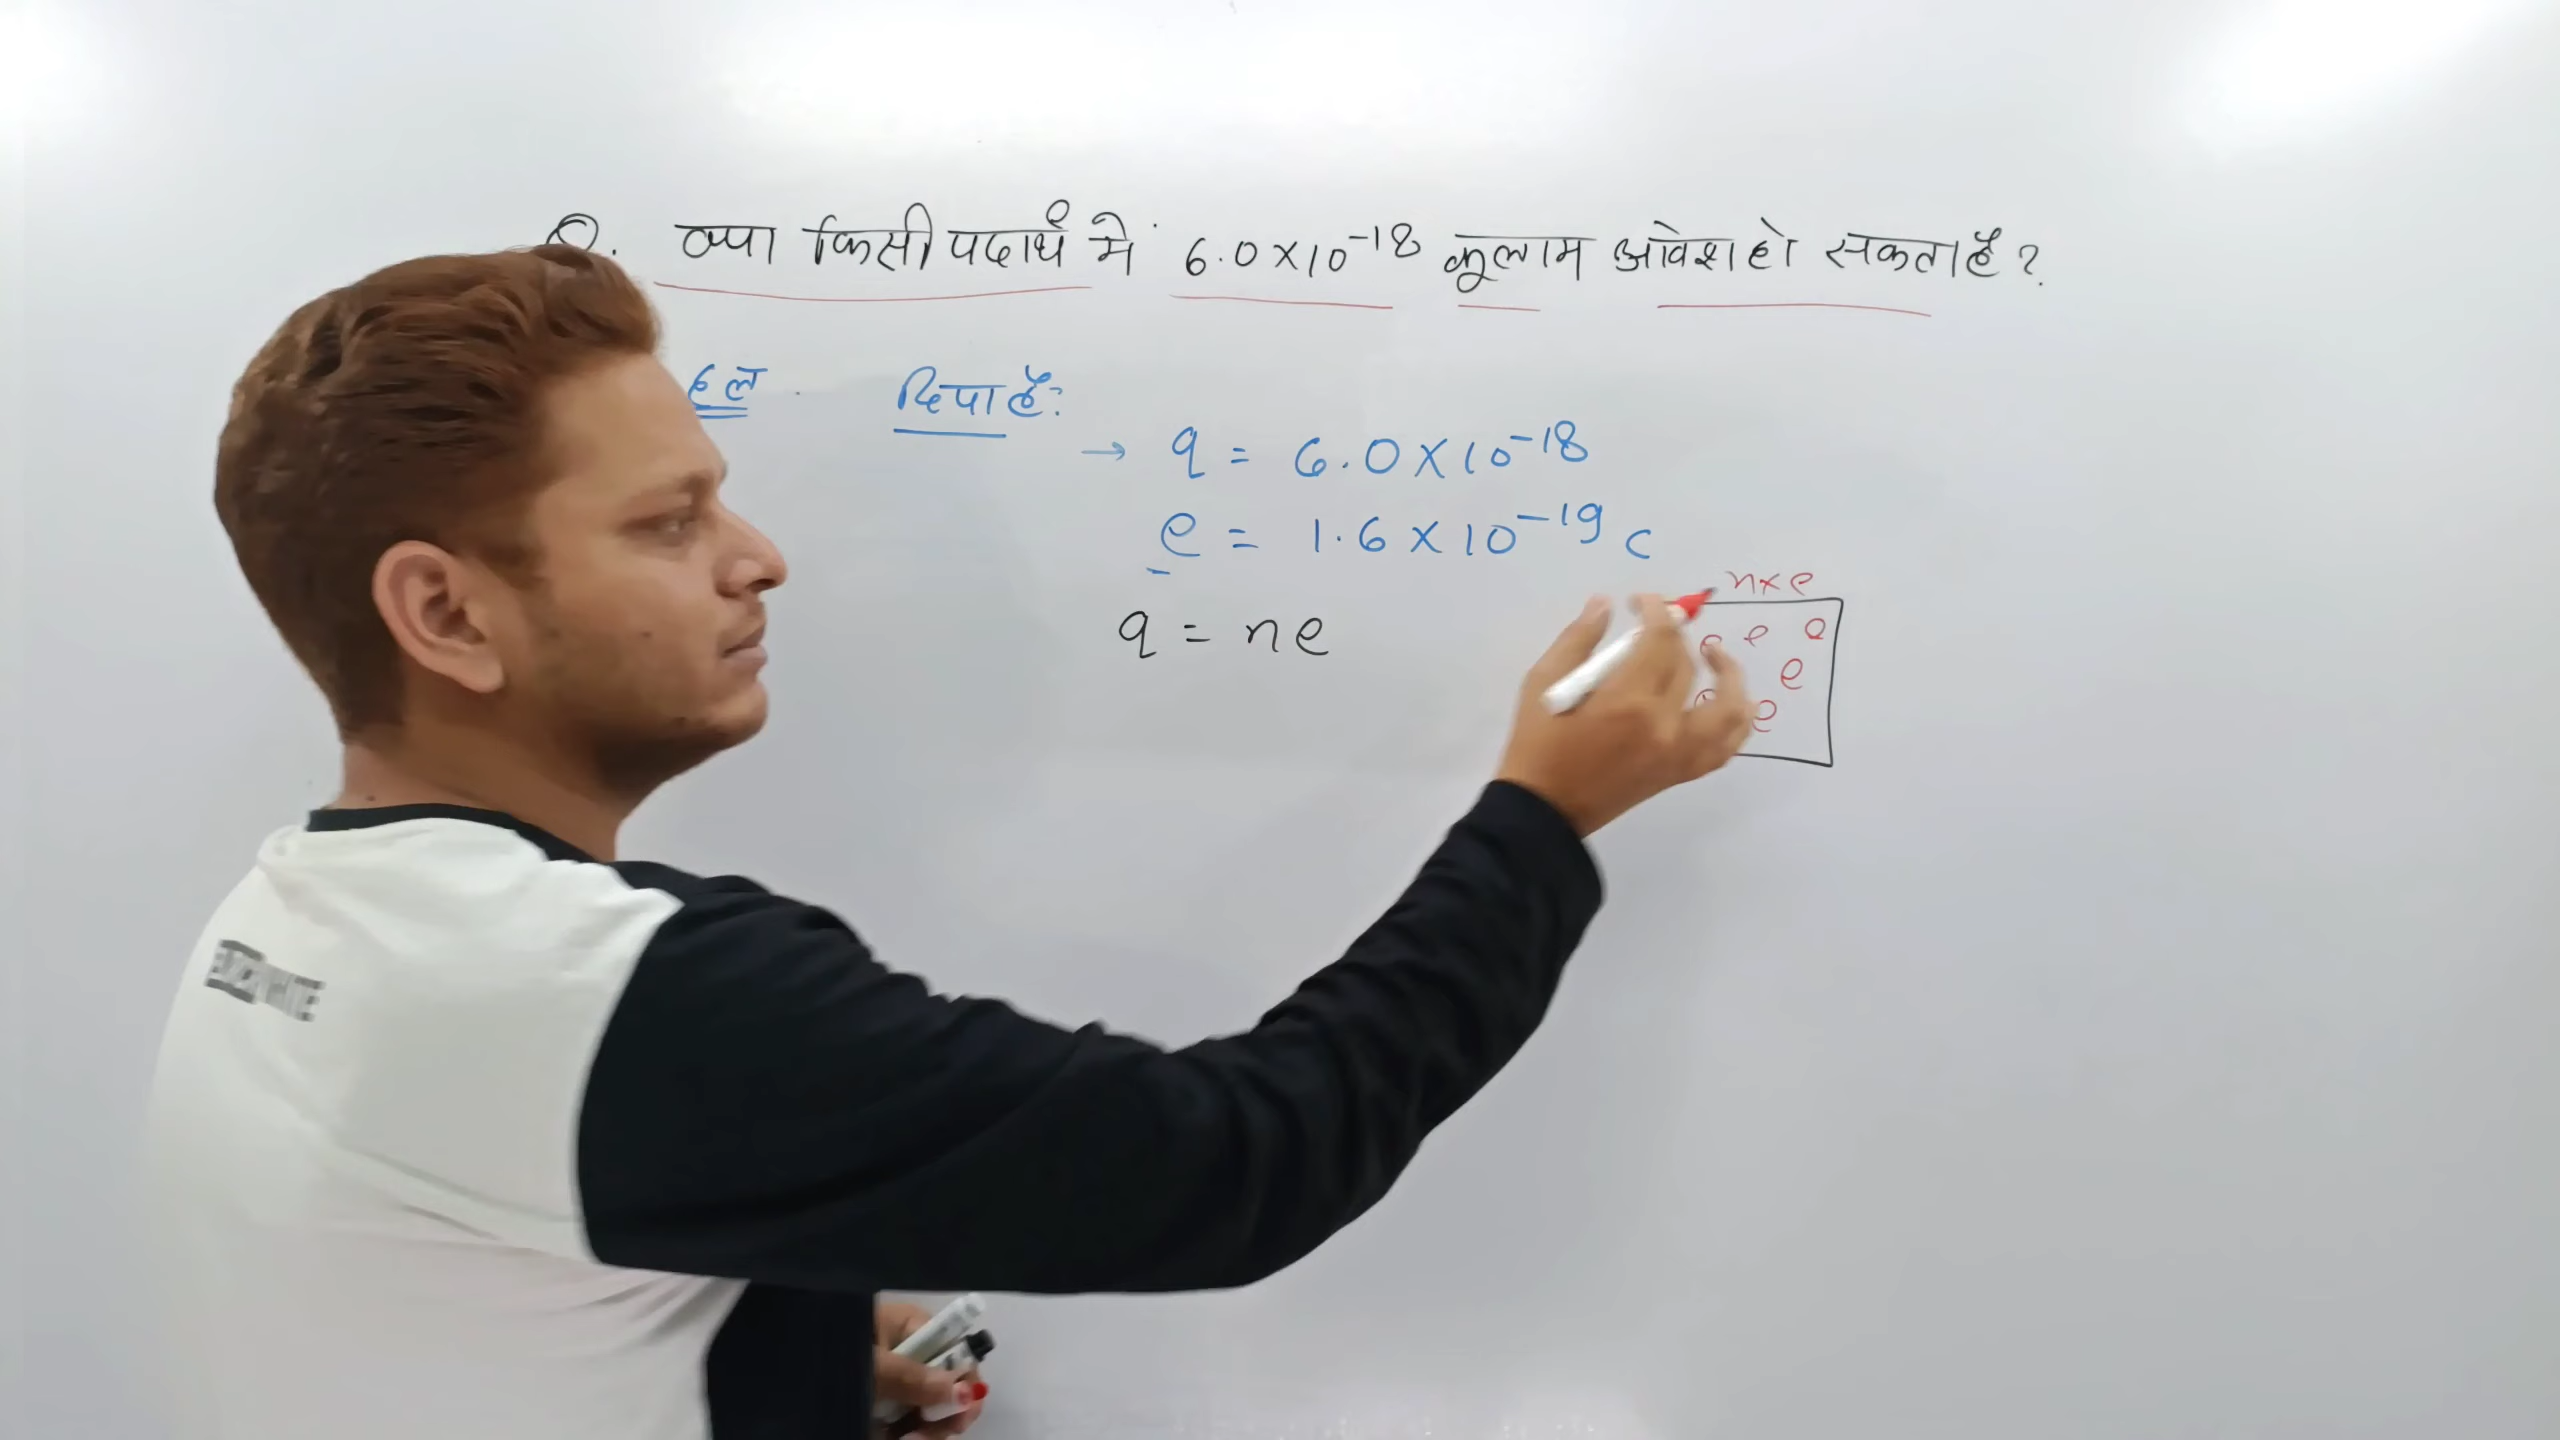 Q. क्या किसी पदार्थ में 6.0×10⁻¹⁸ कूलाम आवेश हो सकता है ?
हल दिया है:
→ q = 6.0×10⁻¹⁸
e = 1.6×10⁻¹⁹ c
q = ne
n×e
e e e
e
e e